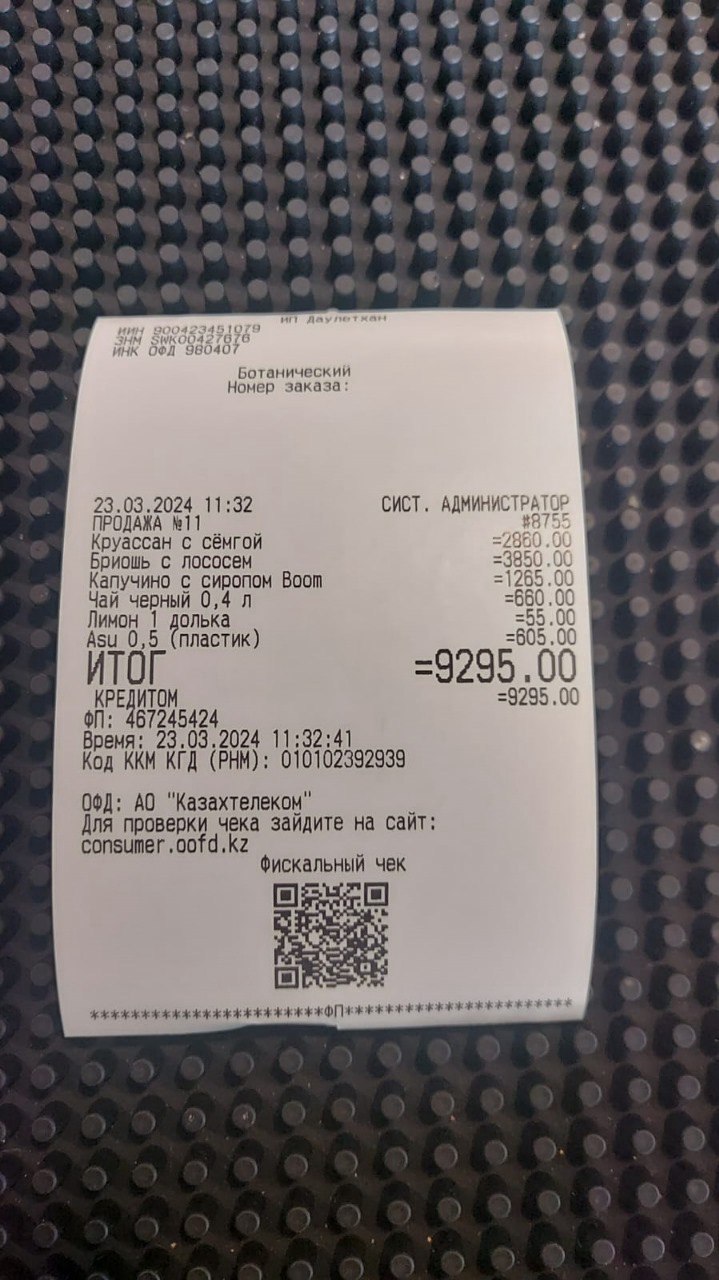 ИП Даулетхан
ИИН 900423451079
ЗНМ SWK00427676
ИНК ОФД 980407
Ботанический
Номер заказа:
23.03.2024 11:32 СИСТ. АДМИНИСТРАТОР
ПРОДАЖА №11 #8755
Круассан с сёмгой =2860.00
Бриошь с лососем =3850.00
Капучино с сиропом Boom =1265.00
Чай черный 0,4 л =660.00
Лимон 1 долька =55.00
Asu 0,5 (пластик) =605.00
ИТОГ =9295.00
КРЕДИТОМ =9295.00
ФП: 467245424
Время: 23.03.2024 11:32:41
Код ККМ КГД (РНМ): 010102392939
ОФД: АО "Казахтелеком"
Для проверки чека зайдите на сайт:
consumer.oofd.kz
Фискальный чек
************************ФП************************